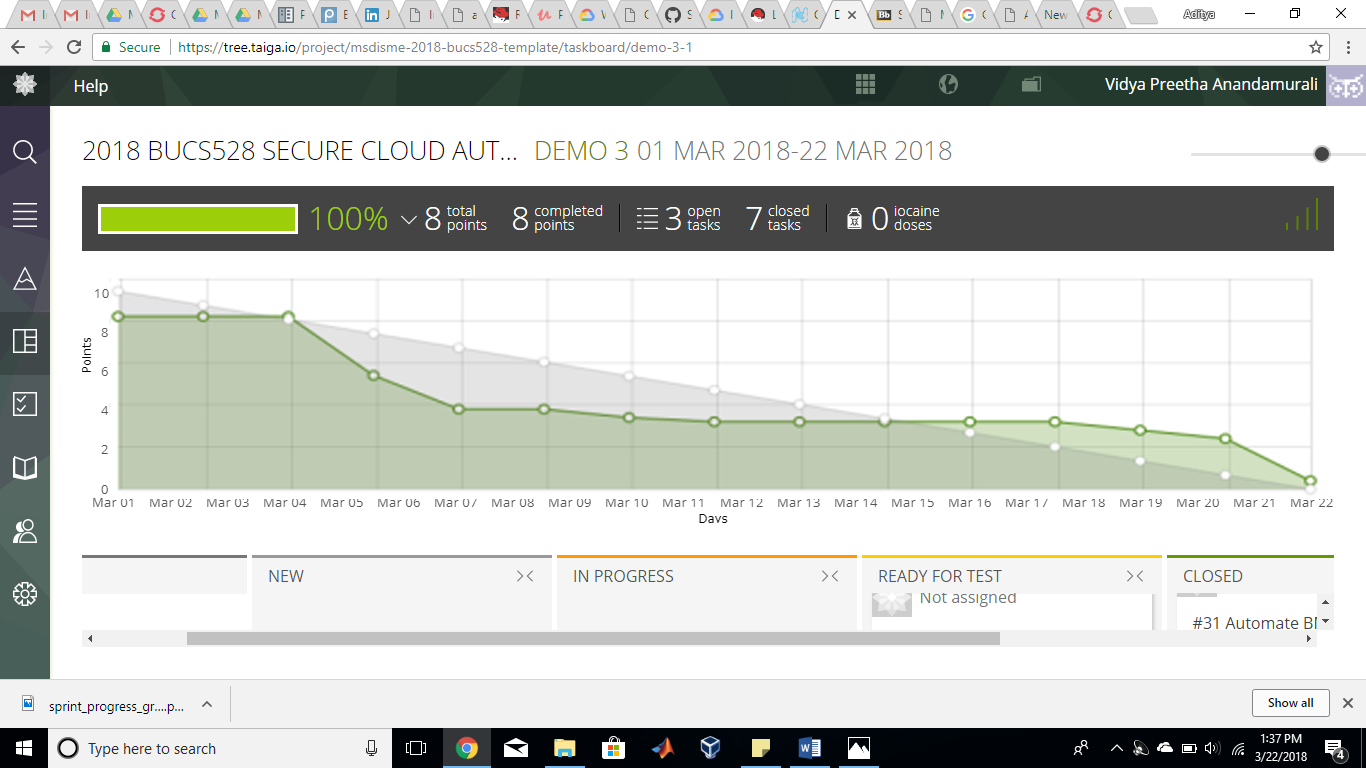 Aditya
Secure
https://tree.taiga.io/project/msdisme-2018-bucs528-template/taskboard/demo-3-1
Help
Vidya Preetha Anandamurali
2018 BUCS528 SECURE CLOUD AUT... DEMO 3 01 MAR 2018-22 MAR 2018
100% 8 total points 8 completed points 3 open tasks 7 closed tasks 0 iocaine doses
10
8
6
4
2
0
Points
Mar 01 Mar 02 Mar 03 Mar 04 Mar 05 Mar 06 Mar 07 Mar 08 Mar 09 Mar 10 Mar 11 Mar 12 Mar 13 Mar 14 Mar 15 Mar 16 Mar 17 Mar 18 Mar 19 Mar 20 Mar 21 Mar 22
Days
NEW IN PROGRESS READY FOR TEST CLOSED
Not assigned
#31 Automate
sprint_progress_gr....p...
Show all
Type here to search
1:37 PM
3/22/2018
4